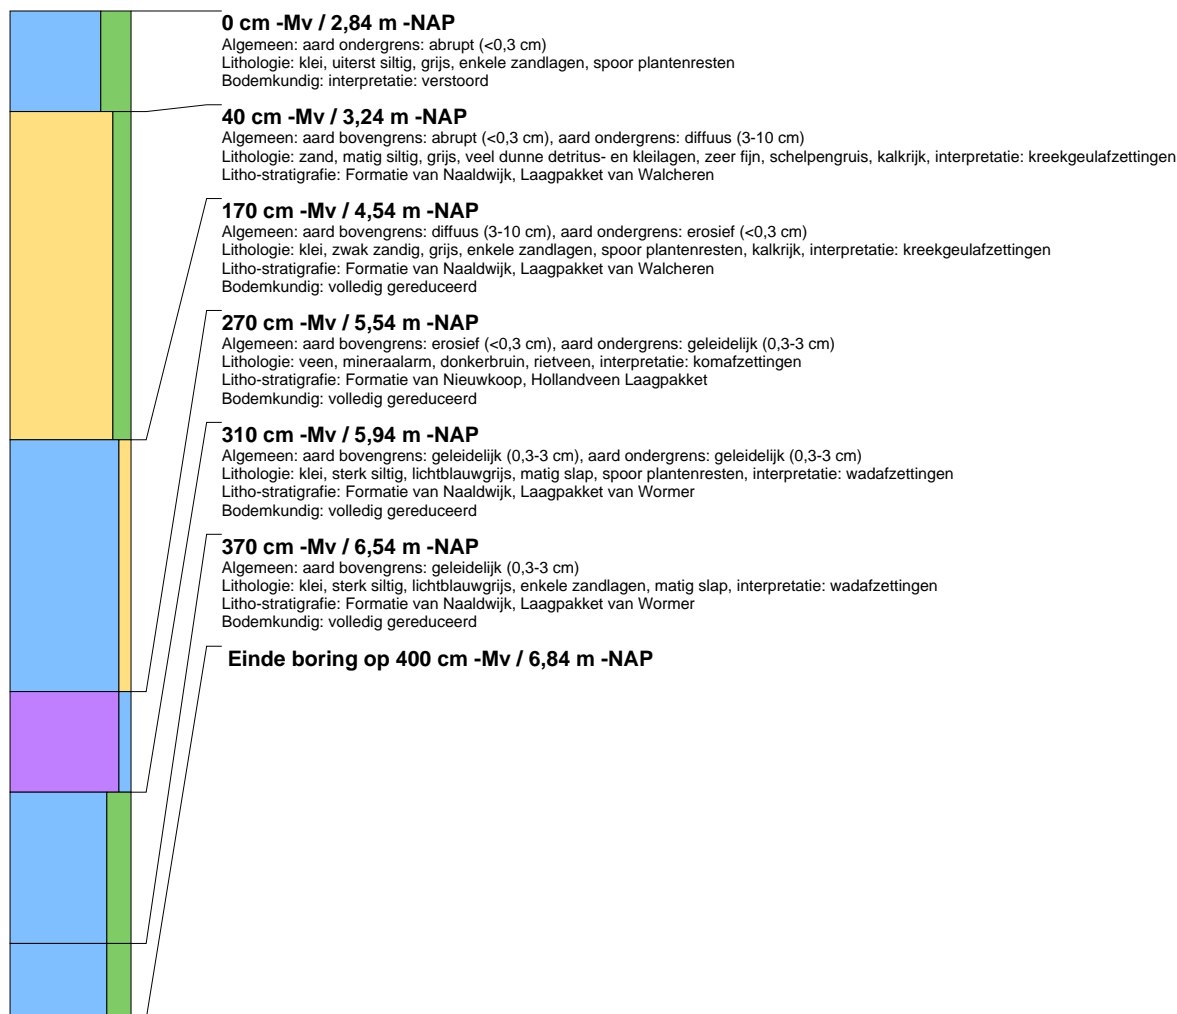 0 cm -Mv / 2,84 m -NAP
Algemeen: aard ondergrens: abrupt (<0,3 cm)
Lithologie: klei, uiterst siltig, grijs, enkele zandlagen, spoor plantenresten
Bodemkundig: interpretatie: verstoord
40 cm -Mv / 3,24 m -NAP
Algemeen: aard bovengrens: abrupt (<0,3 cm), aard ondergrens: diffuus (3-10 cm)
Lithologie: zand, matig siltig, grijs, veel dunne detritus- en kleilagen, zeer fijn, schelpengruis, kalkrijk, interpretatie: kreekgeulafzettingen
Litho-stratigrafie: Formatie van Naaldwijk, Laagpakket van Walcheren
170 cm -Mv / 4,54 m -NAP
Algemeen: aard bovengrens: diffuus (3-10 cm), aard ondergrens: erosief (<0,3 cm)
Lithologie: klei, zwak zandig, grijs, enkele zandlagen, spoor plantenresten, kalkrijk, interpretatie: kreekgeulafzettingen
Litho-stratigrafie: Formatie van Naaldwijk, Laagpakket van Walcheren
Bodemkundig: volledig gereduceerd
270 cm -Mv / 5,54 m -NAP
Algemeen: aard bovengrens: erosief (<0,3 cm), aard ondergrens: geleidelijk (0,3-3 cm)
Lithologie: veen, mineraalarm, donkerbruin, rietveen, interpretatie: komafzettingen
Litho-stratigrafie: Formatie van Nieuwkoop, Hollandveen Laagpakket
Bodemkundig: volledig gereduceerd
310 cm -Mv / 5,94 m -NAP
Algemeen: aard bovengrens: geleidelijk (0,3-3 cm), aard ondergrens: geleidelijk (0,3-3 cm)
Lithologie: klei, sterk siltig, lichtblauwgrijs, matig slap, spoor plantenresten, interpretatie: wadafzettingen
Litho-stratigrafie: Formatie van Naaldwijk, Laagpakket van Wormer
Bodemkundig: volledig gereduceerd
370 cm -Mv / 6,54 m -NAP
Algemeen: aard bovengrens: geleidelijk (0,3-3 cm)
Lithologie: klei, sterk siltig, lichtblauwgrijs, enkele zandlagen, matig slap, interpretatie: wadafzettingen
Litho-stratigrafie: Formatie van Naaldwijk, Laagpakket van Wormer
Bodemkundig: volledig gereduceerd
Einde boring op 400 cm -Mv / 6,84 m -NAP